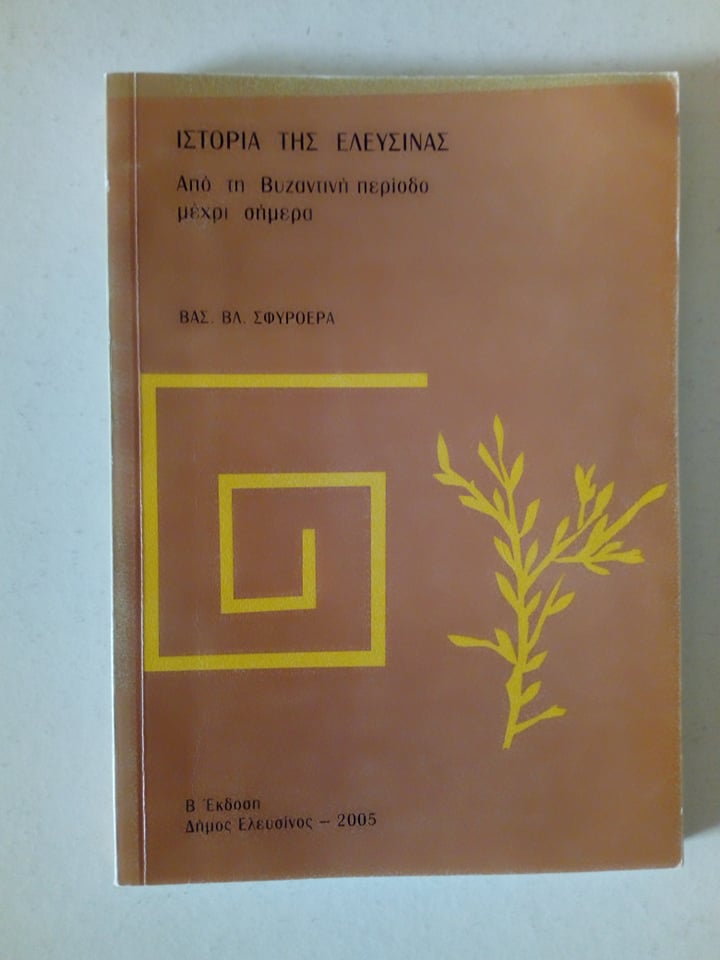 ΙΣΤΟΡΙΑ ΤΗΣ ΕΛΕΥΣΙΝΑΣ
Από τη Βυζαντινή περίοδο
μέχρι σήμερα
ΒΑΣ. ΒΛ. ΣΦΥΡΟΕΡΑ
Β Έκδοση
Δήμος Ελευσίνος – 2005